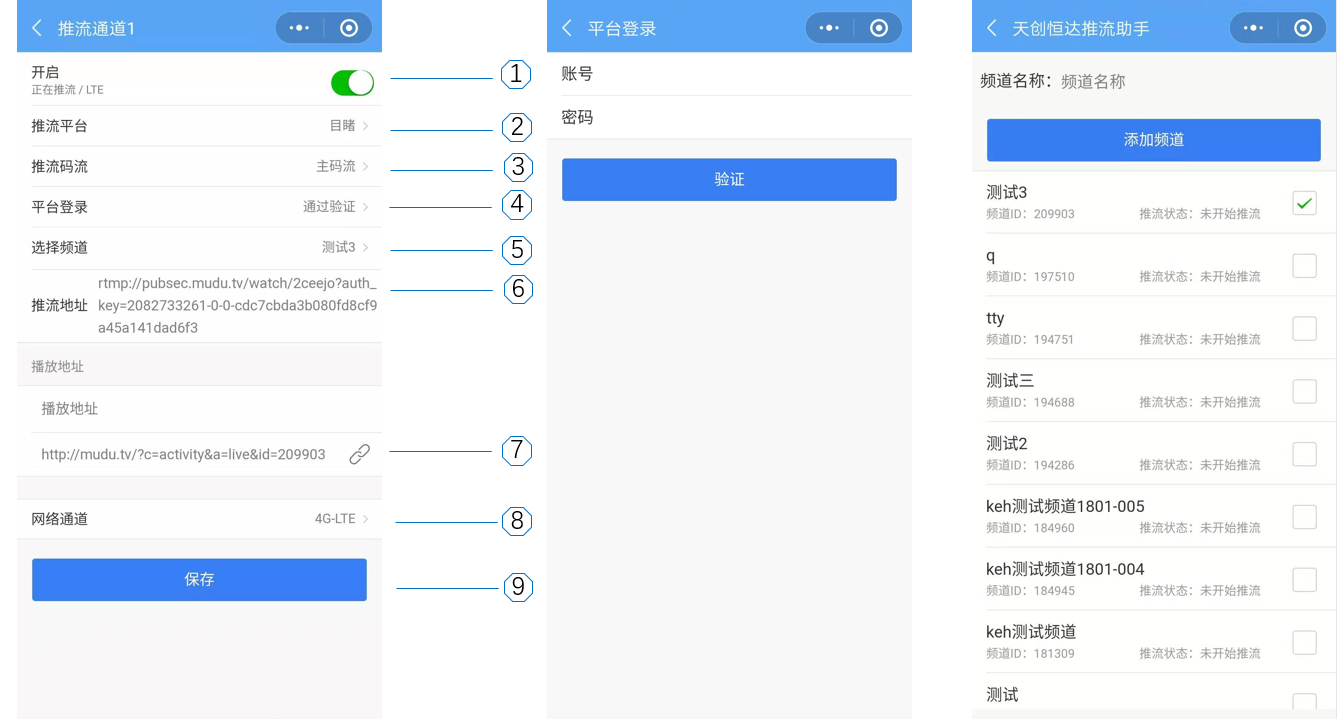 推流通道1
开启
正在推流 / LTE
①
推流平台
目睹
②
推流码流
主码流
③
平台登录
通过验证
④
选择频道
测试3
⑤
推流地址
rtmp://pubsec.mudu.tv/watch/2ceejo?auth_
key=2082733261-0-0-cdc7cbda3b080fd8cf9
a45a141dad6f3
⑥
播放地址
播放地址
http://mudu.tv/?c=activity&a=live&id=209903
⑦
网络通道
4G-LTE
⑧
保存
⑨
平台登录
账号
密码
验证
天创恒达推流助手
频道名称：频道名称
添加频道
测试3
频道ID：209903 推流状态：未开始推流
q
频道ID：197510 推流状态：未开始推流
tty
频道ID：194751 推流状态：未开始推流
测试三
频道ID：194688 推流状态：未开始推流
测试2
频道ID：194286 推流状态：未开始推流
keh测试频道1801-005
频道ID：184960 推流状态：未开始推流
keh测试频道1801-004
频道ID：184945 推流状态：未开始推流
keh测试频道
频道ID：181309 推流状态：未开始推流
测试